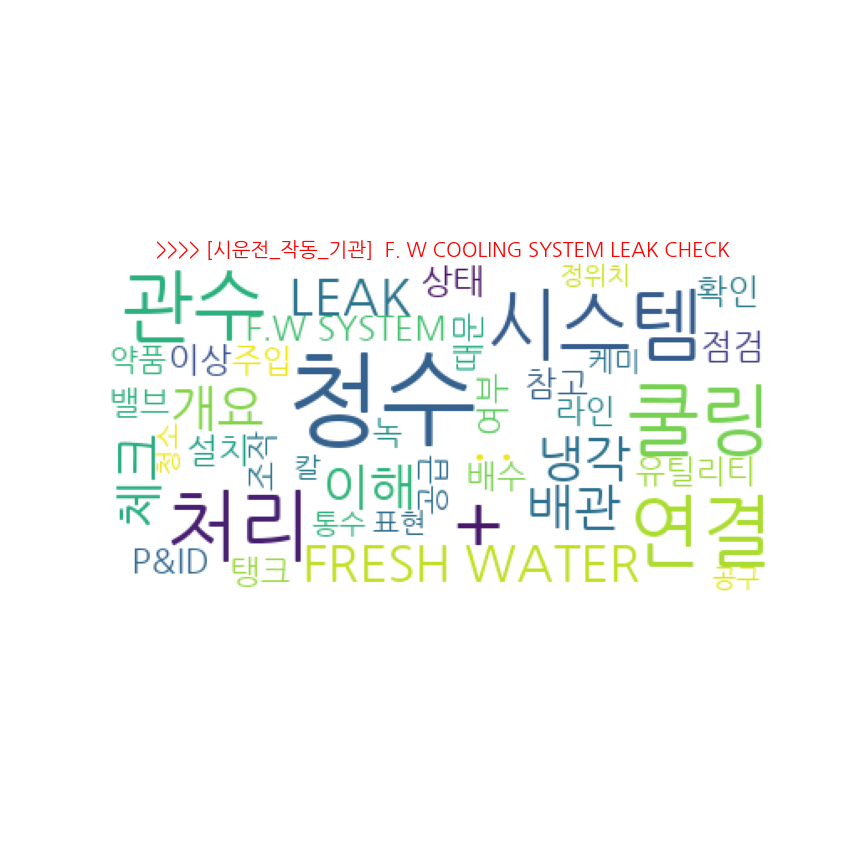 >>>> [시운전_작동_기관] F. W COOLING SYSTEM LEAK CHECK
관수
LEAK
상태
정위치
확인
시스템
F.W SYSTEM
때문
점검
약품
이상
주입
청수
케미
참고
여부
라인
쿨링
밸브
개요
녹
체크
청소
설치
조작
칼
이해
공급
배수
..
냉각
유틸리티
처리
통수
표현
+
배관
연결
P&ID
탱크
FRESH WATER
공구